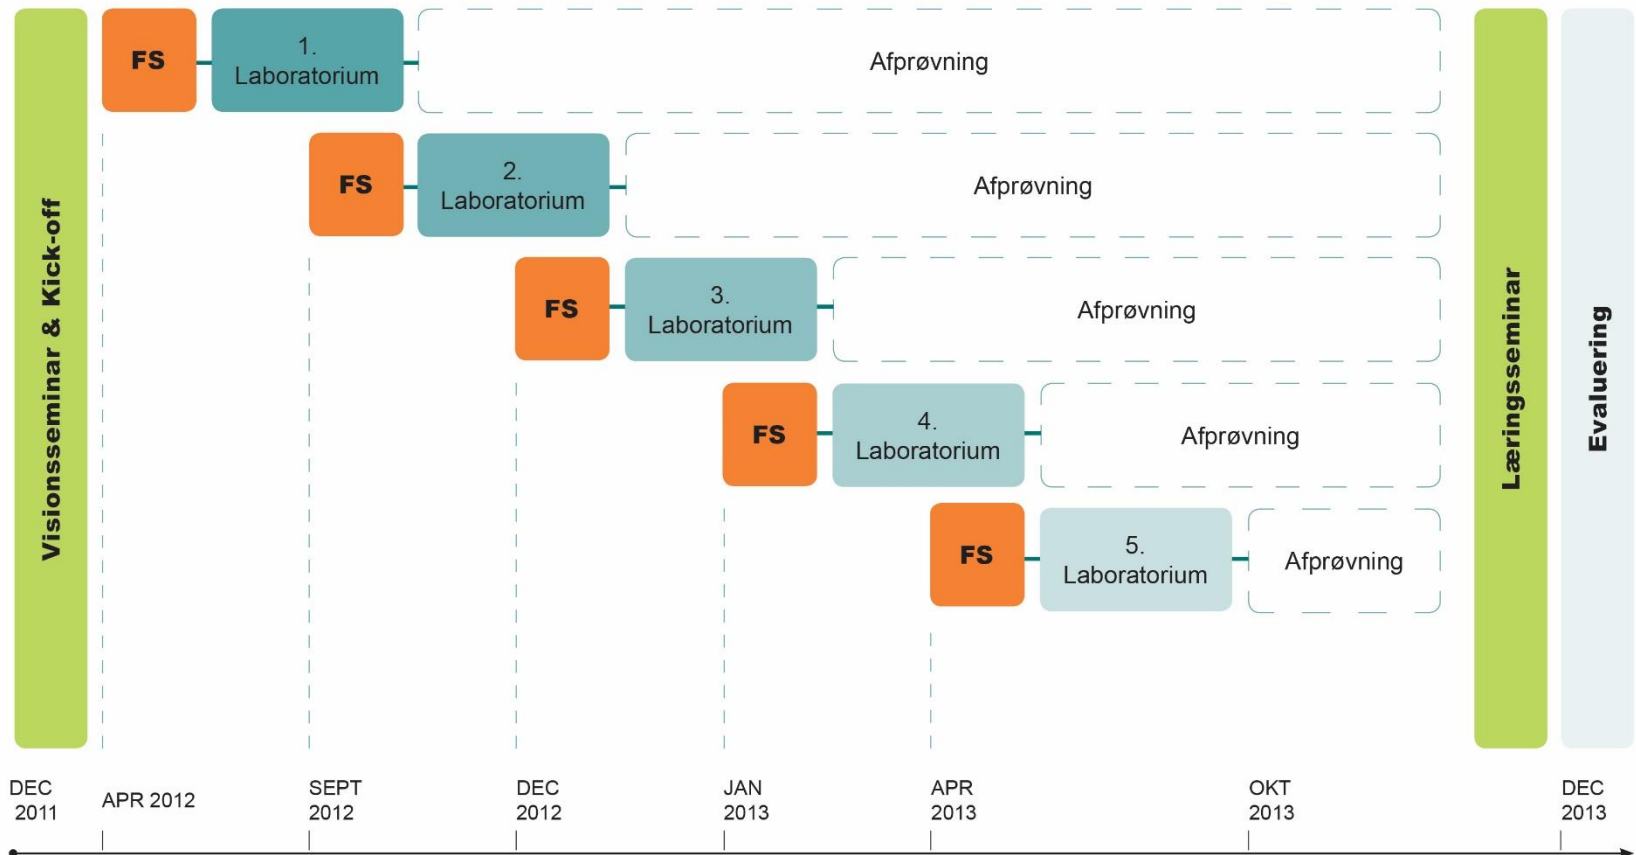 Visionsseminar & Kick-off
FS
1.
Laboratorium
Afprøvning
FS
2.
Laboratorium
Afprøvning
FS
3.
Laboratorium
Afprøvning
FS
4.
Laboratorium
Afprøvning
FS
5.
Laboratorium
Afprøvning
Læringsseminar
Evaluering
DEC
2011
APR 2012
SEPT
2012
DEC
2012
JAN
2013
APR
2013
OKT
2013
DEC
2013